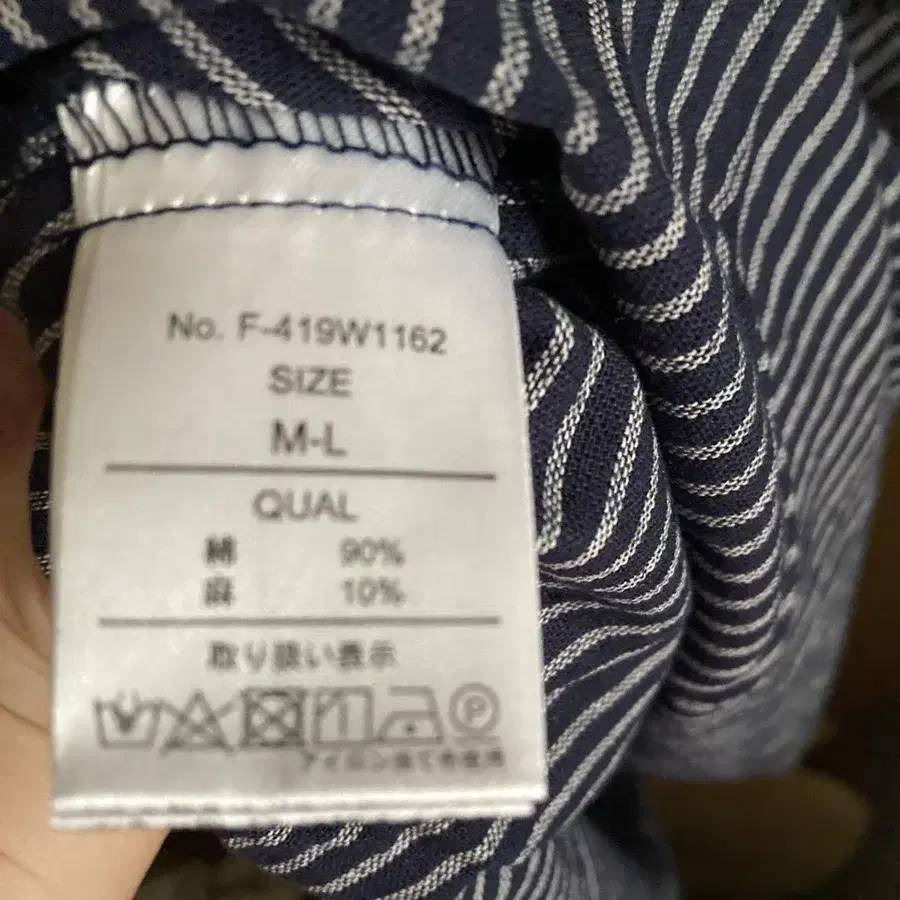 No. F-419W1162
SIZE
M-L
QUAL
綿 90%
麻 10%
取り扱い表示
P
アイロン当て布使用